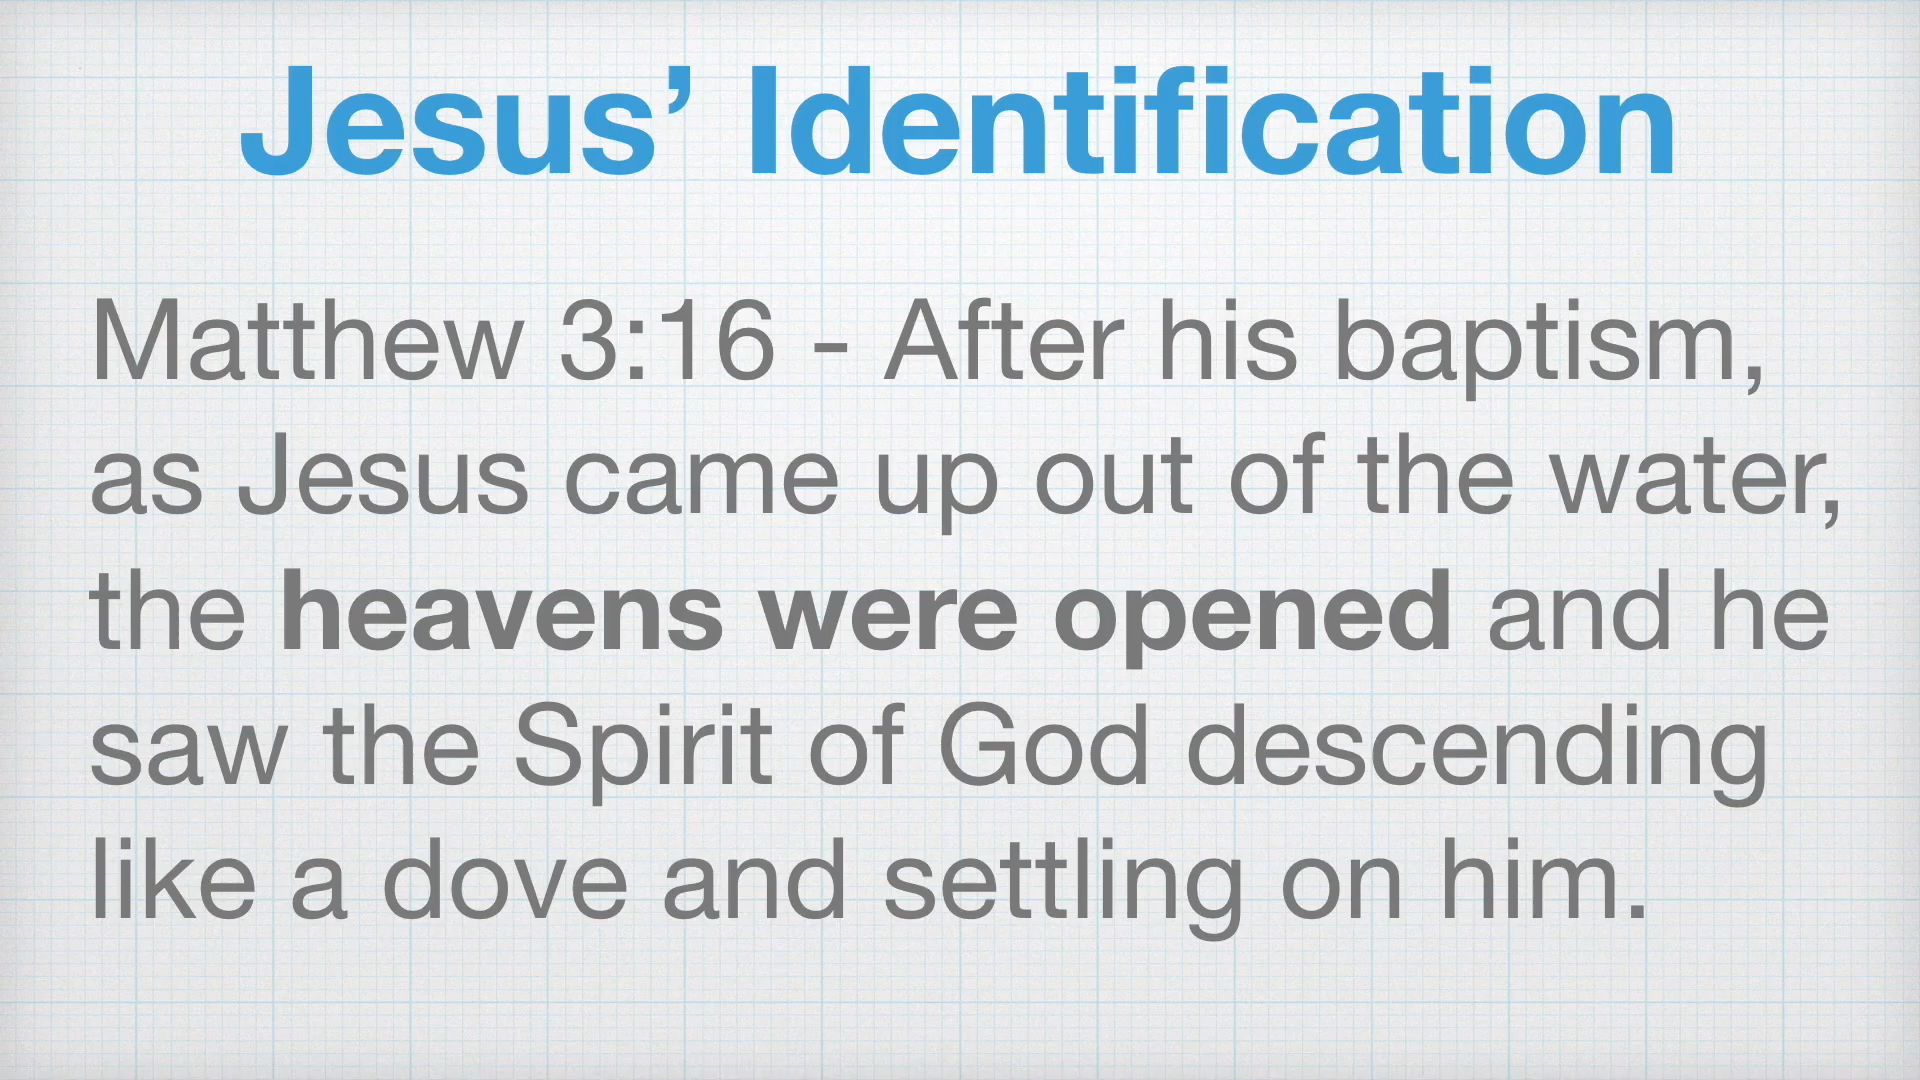 Jesus’ Identification
Matthew 3:16 - After his baptism,
as Jesus came up out of the water,
the heavens were opened and he
saw the Spirit of God descending
like a dove and settling on him.